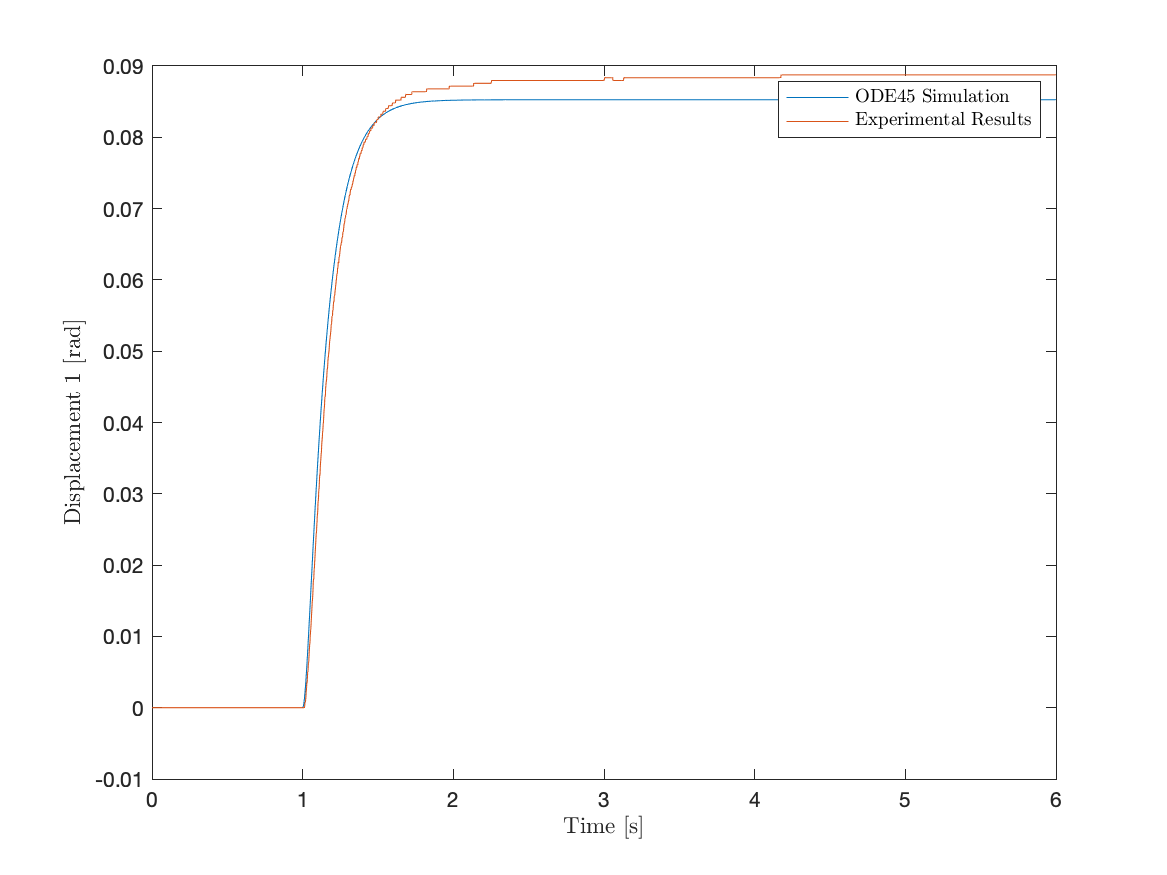 0.09
0.08
0.07
0.06
0.05
0.04
0.03
0.02
0.01
0
-0.01
Displacement 1 [rad]
ODE45 Simulation
Experimental Results
0 1 2 3 4 5 6
Time [s]